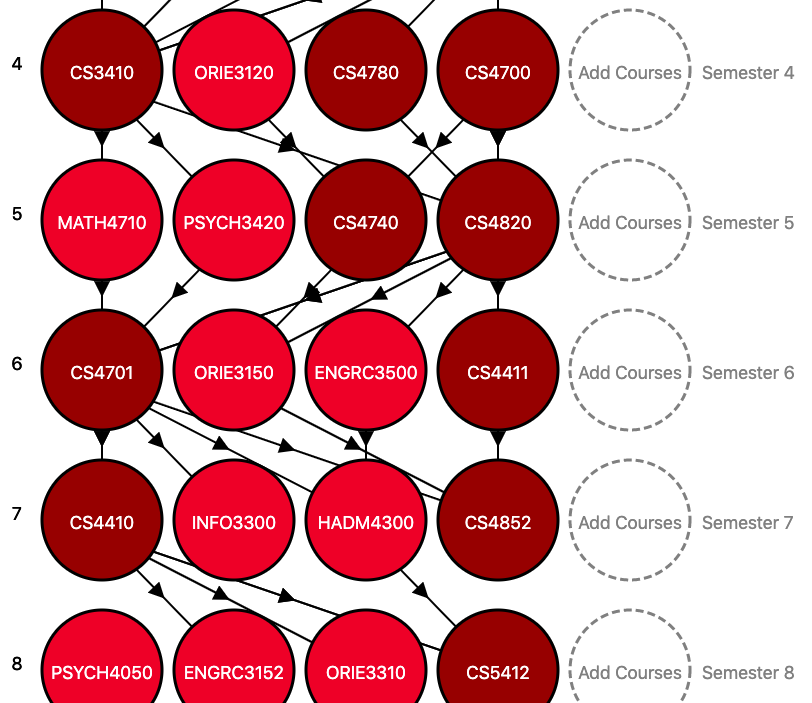 4 CS3410 ORIE3120 CS4780 CS4700 Add Courses Semester 4
5 MATH4710 PSYCH3420 CS4740 CS4820 Add Courses Semester 5
6 CS4701 ORIE3150 ENGRC3500 CS4411 Add Courses Semester 6
7 CS4410 INFO3300 HADM4300 CS4852 Add Courses Semester 7
8 PSYCH4050 ENGRC3152 ORIE3310 CS5412 Add Courses Semester 8